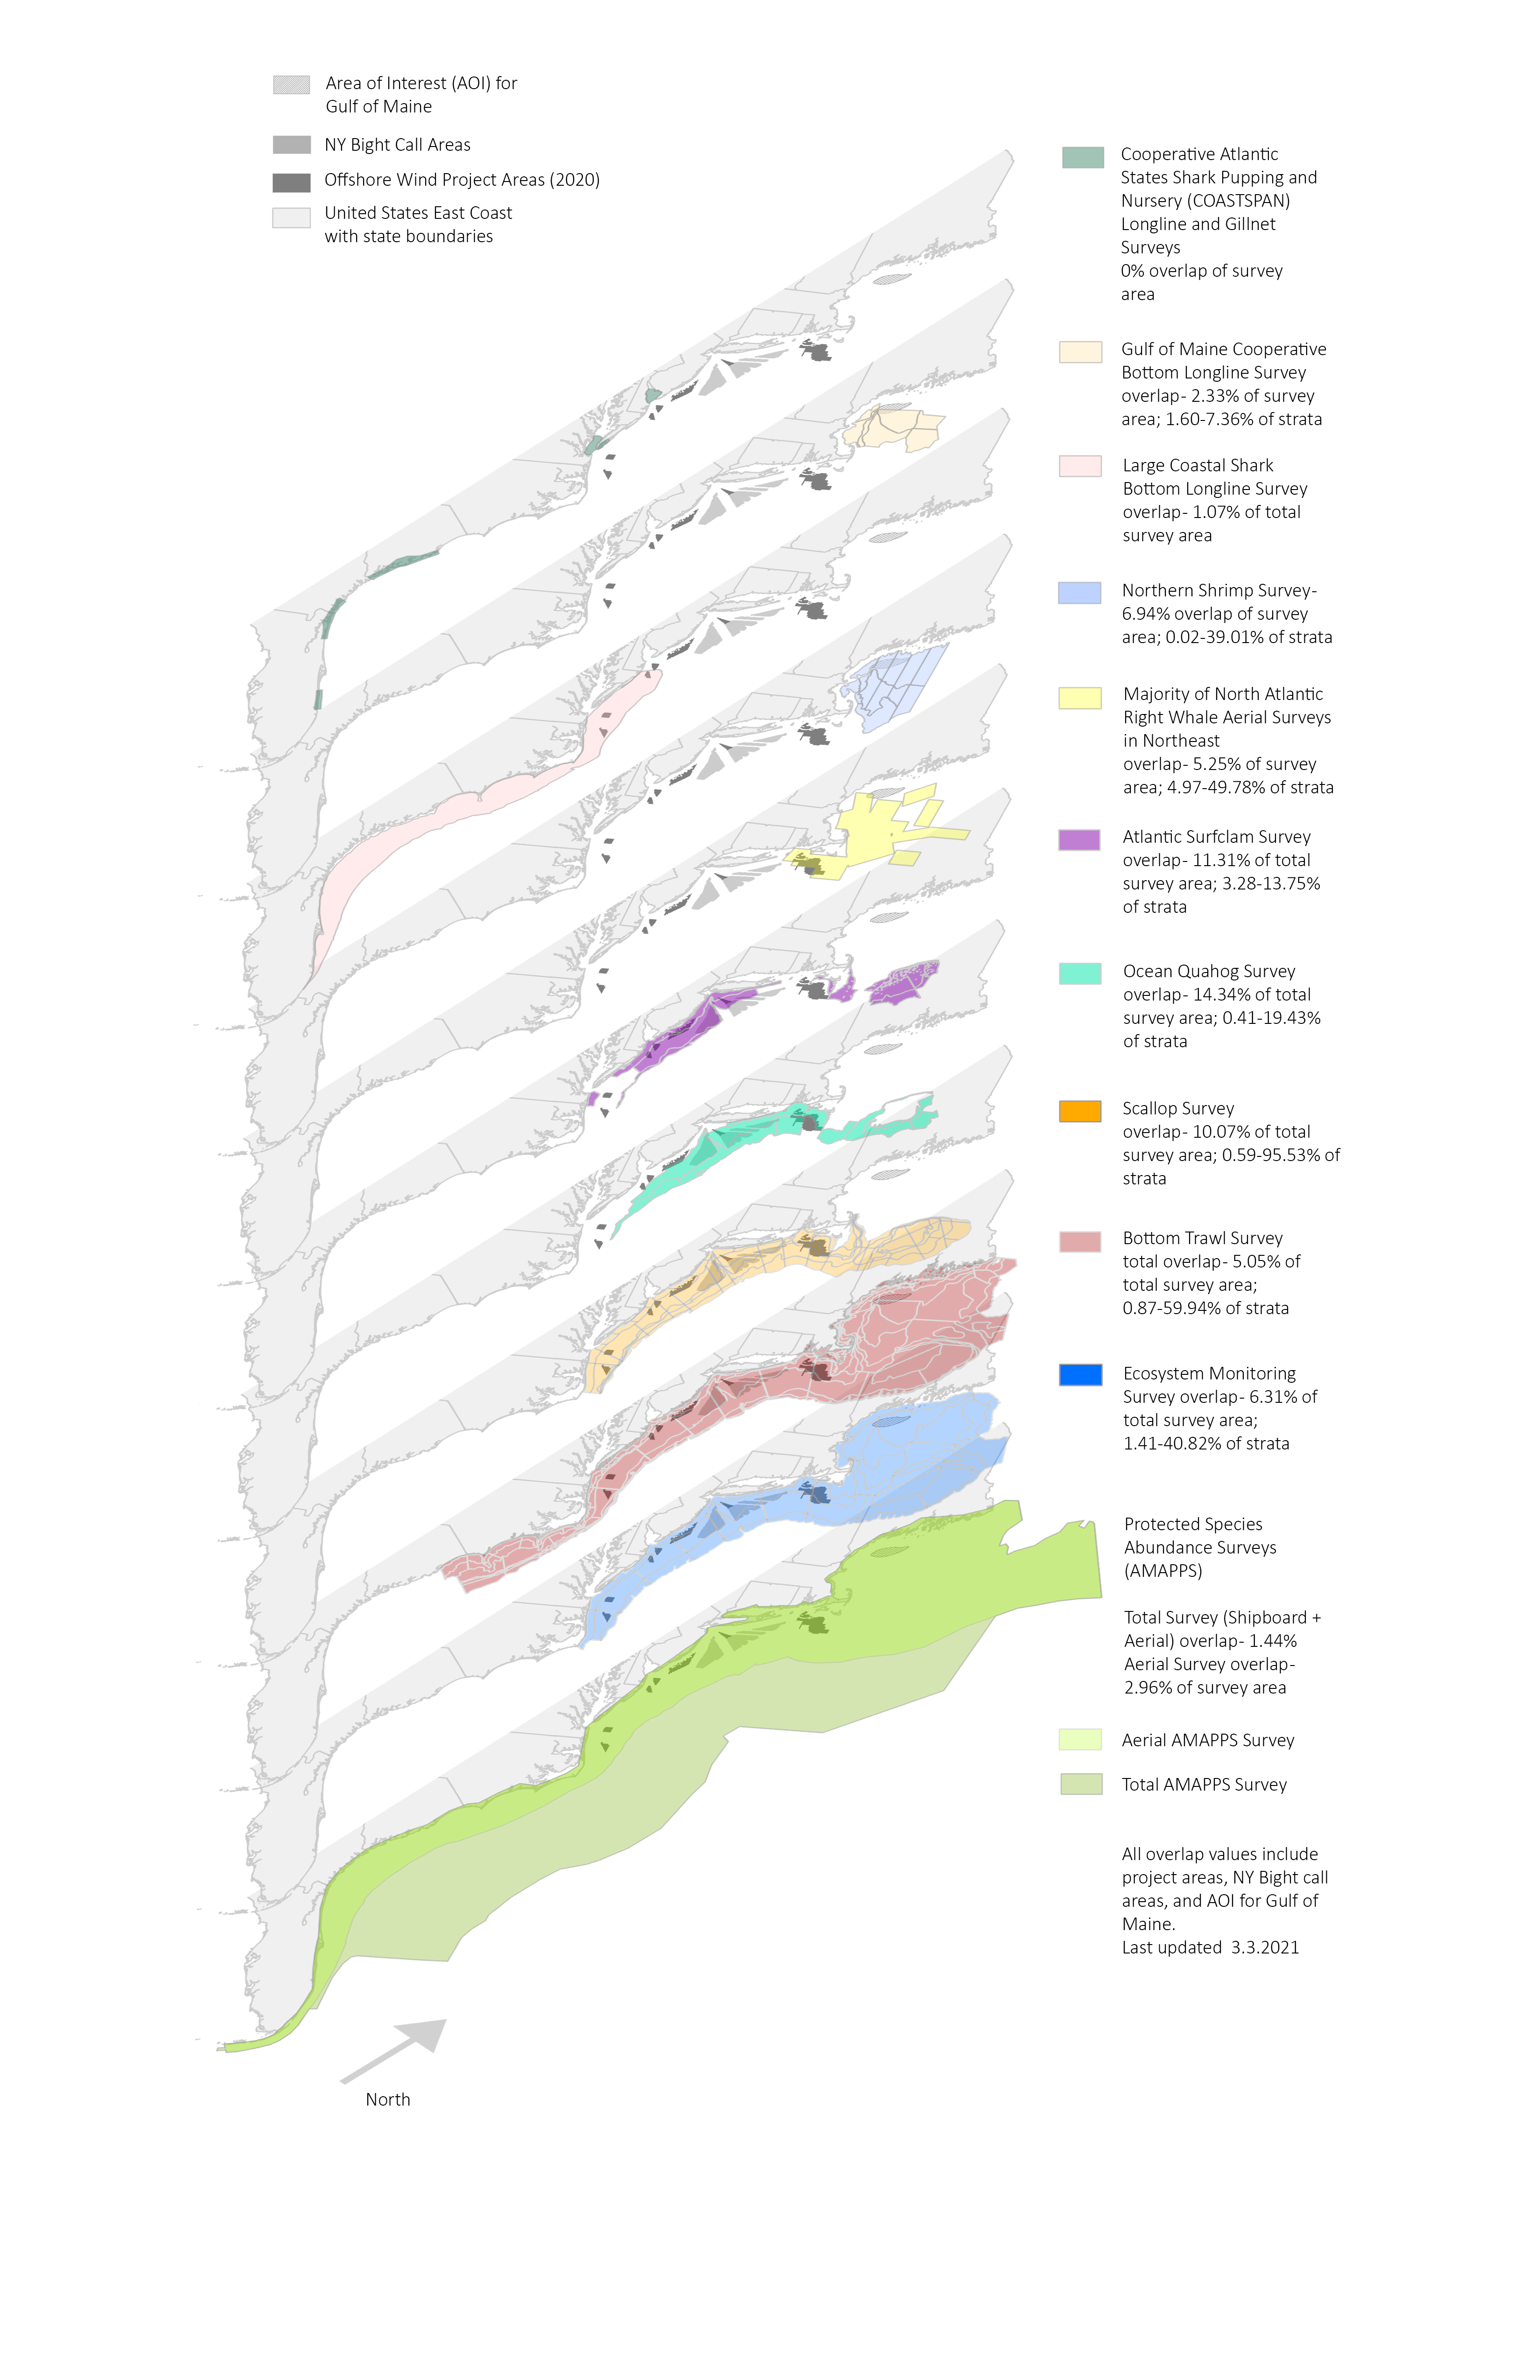 Area of Interest (AOI) for
Gulf of Maine
NY Bight Call Areas
Offshore Wind Project Areas (2020)
United States East Coast
with state boundaries
Cooperative Atlantic
States Shark Pupping and
Nursery (COASTSPAN)
Longline and Gillnet
Surveys
0% overlap of survey
area
Gulf of Maine Cooperative
Bottom Longline Survey
overlap- 2.33% of survey
area; 1.60-7.36% of strata
Large Coastal Shark
Bottom Longline Survey
overlap- 1.07% of total
survey area
Northern Shrimp Survey-
6.94% overlap of survey
area; 0.02-39.01% of strata
Majority of North Atlantic
Right Whale Aerial Surveys
in Northeast
overlap- 5.25% of survey
area; 4.97-49.78% of strata
Atlantic Surfclam Survey
overlap- 11.31% of total
survey area; 3.28-13.75%
of strata
Ocean Quahog Survey
overlap- 14.34% of total
survey area; 0.41-19.43%
of strata
Scallop Survey
overlap- 10.07% of total
survey area; 0.59-95.53% of
strata
Bottom Trawl Survey
total overlap- 5.05% of
total survey area;
0.87-59.94% of strata
Ecosystem Monitoring
Survey overlap- 6.31% of
total survey area;
1.41-40.82% of strata
Protected Species
Abundance Surveys
(AMAPPS)
Total Survey (Shipboard +
Aerial) overlap- 1.44%
Aerial Survey overlap-
2.96% of survey area
Aerial AMAPPS Survey
Total AMAPPS Survey
All overlap values include
project areas, NY Bight call
areas, and AOI for Gulf of
Maine.
Last updated 3.3.2021
North